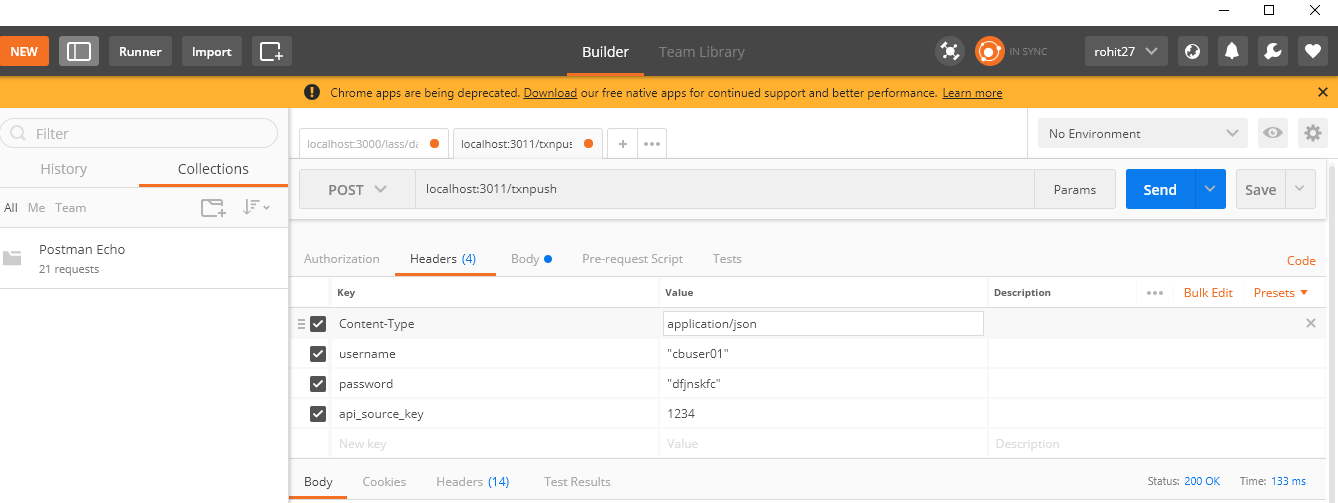 NEW Runner Import Builder Team Library IN SYNC rohit27
Chrome apps are being deprecated. Download our free native apps for continued support and better performance. Learn more
Filter
History Collections
All Me Team
Postman Echo
21 requests
localhost:3000/lass/da localhost:3011/txnpus + ••• No Environment
POST localhost:3011/txnpush Params Send Save
Authorization Headers (4) Body Pre-request Script Tests Code
Key Value Description ••• Bulk Edit Presets
Content-Type application/json
username "cbuser01"
password "dfjnskfc"
api_source_key 1234
New key Value Description
Body Cookies Headers (14) Test Results Status: 200 OK Time: 133 ms